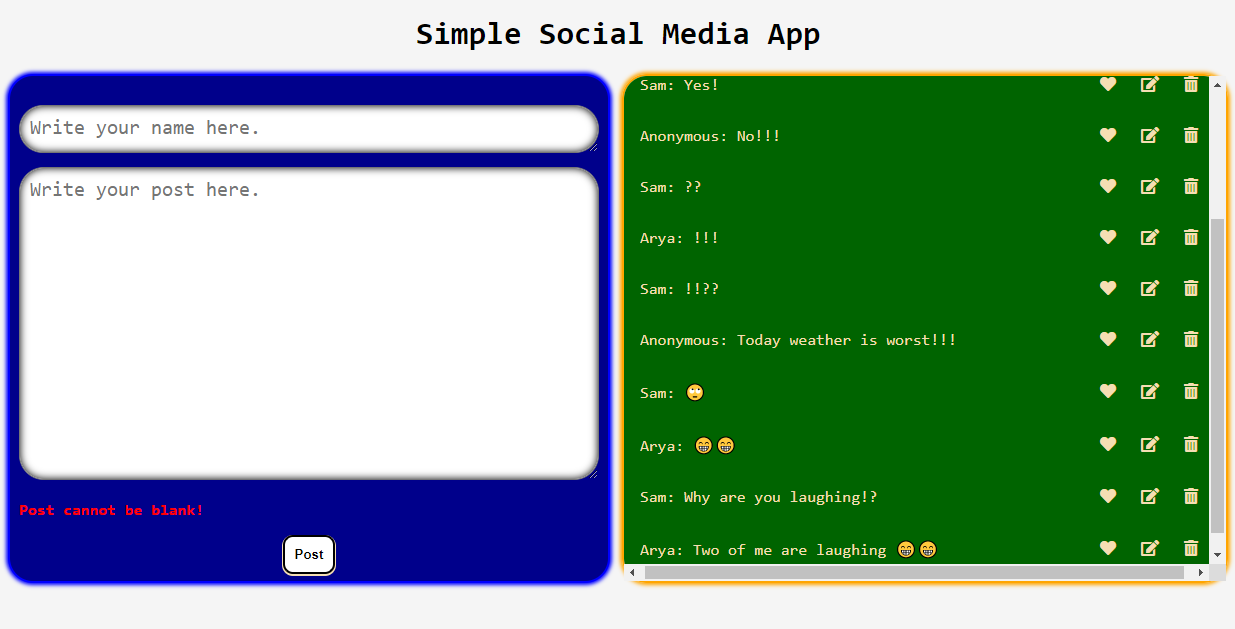 Simple Social Media App
Write your name here.
Write your post here.
Post cannot be blank!
Post
Sam: Yes!
Anonymous: No!!!
Sam: ??
Arya: !!!
Sam: !!??
Anonymous: Today weather is worst!!!
Sam: 🙄
Arya: 😁😁
Sam: Why are you laughing!?
Arya: Two of me are laughing 😁😁